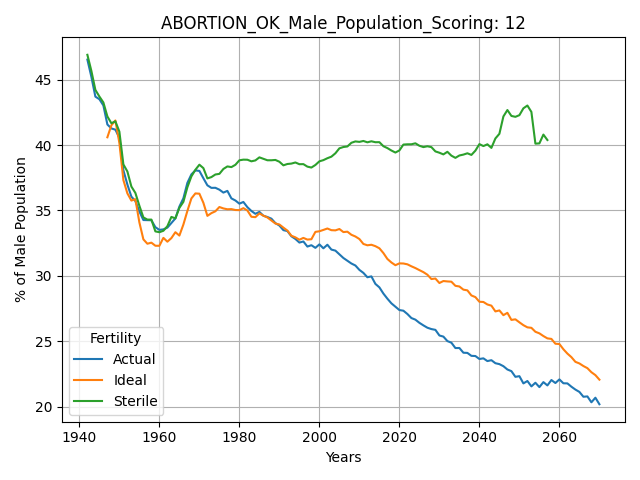 ABORTION_OK_Male_Population_Scoring: 12
% of Male Population
45
40
35
30
25
20
Fertility
Actual
Ideal
Sterile
1940 1960 1980 2000 2020 2040 2060
Years